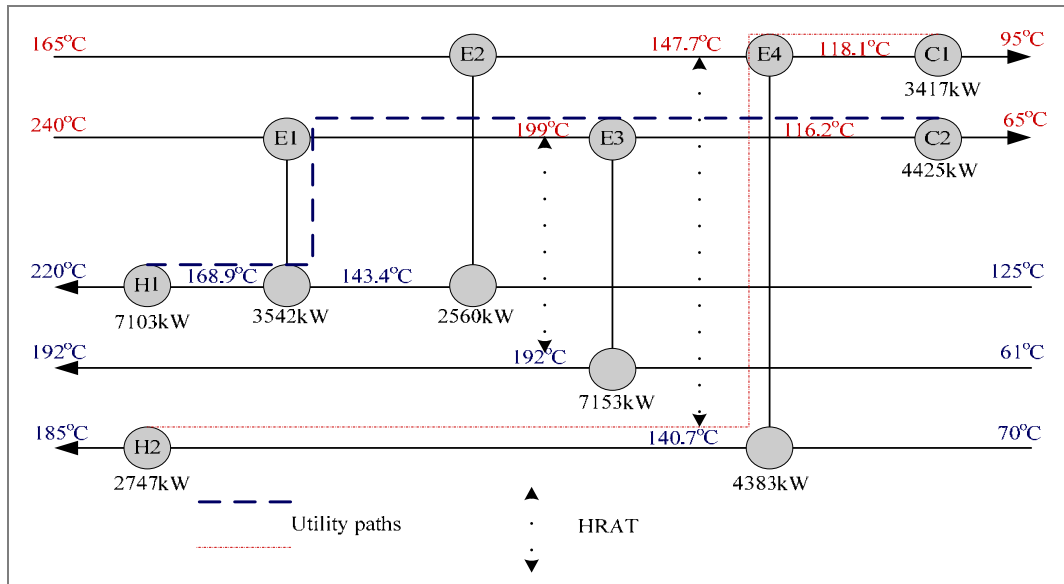 165°C E2 147.7°C E4 118.1°C C1 95°C
3417kW
240°C E1 199°C E3 116.2°C C2 65°C
4425kW
220°C H1 168.9°C 143.4°C 125°C
7103kW 3542kW 2560kW
192°C 192°C 61°C
7153kW
185°C H2 140.7°C 70°C
2747kW 4383kW
Utility paths HRAT